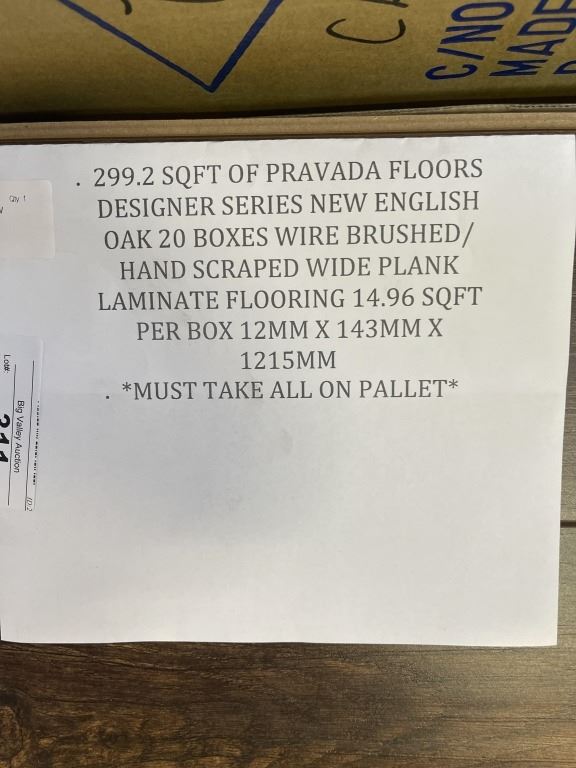 C/NO
MADE
Qty 1
. 299.2 SQFT OF PRAVADA FLOORS
DESIGNER SERIES NEW ENGLISH
OAK 20 BOXES WIRE BRUSHED/
HAND SCRAPED WIDE PLANK
LAMINATE FLOORING 14.96 SQFT
PER BOX 12MM X 143MM X
1215MM
. *MUST TAKE ALL ON PALLET*
Big Valley Auction
Lot#: